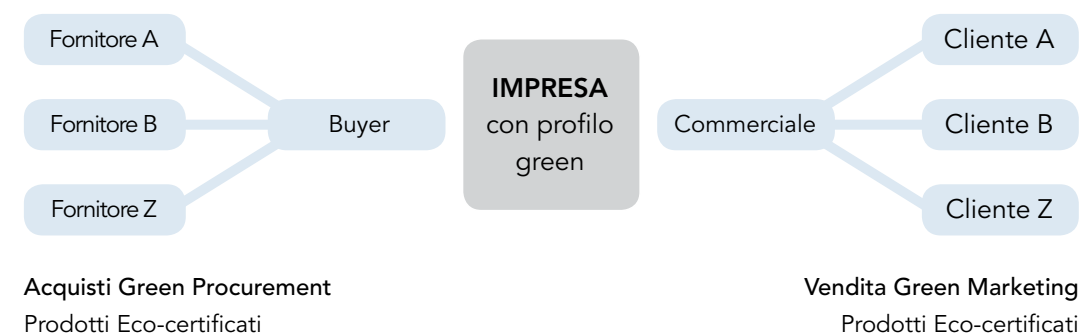 Fornitore A
Fornitore B
Fornitore Z
Buyer
IMPRESA
con profilo
green
Commerciale
Cliente A
Cliente B
Cliente Z
Acquisti Green Procurement
Prodotti Eco-certificati
Vendita Green Marketing
Prodotti Eco-certificati